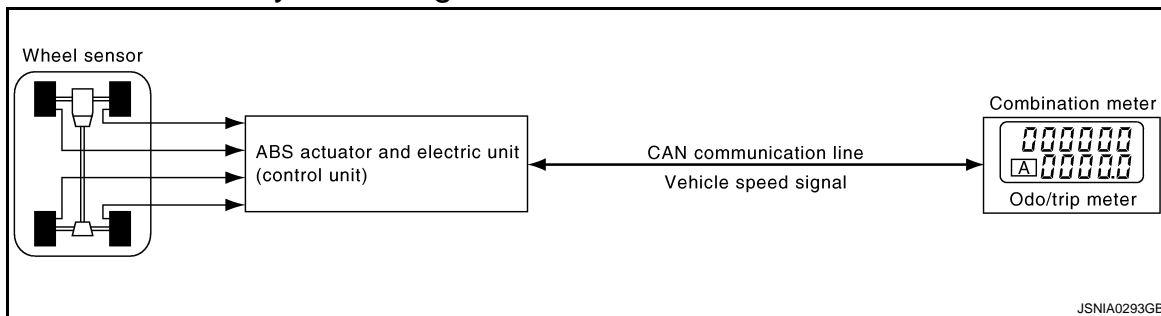 Wheel sensor
ABS actuator and electric unit
(control unit)
CAN communication line
Vehicle speed signal
Combination meter
000000
A 0000.0
Odo/trip meter
JSNIA0293GB